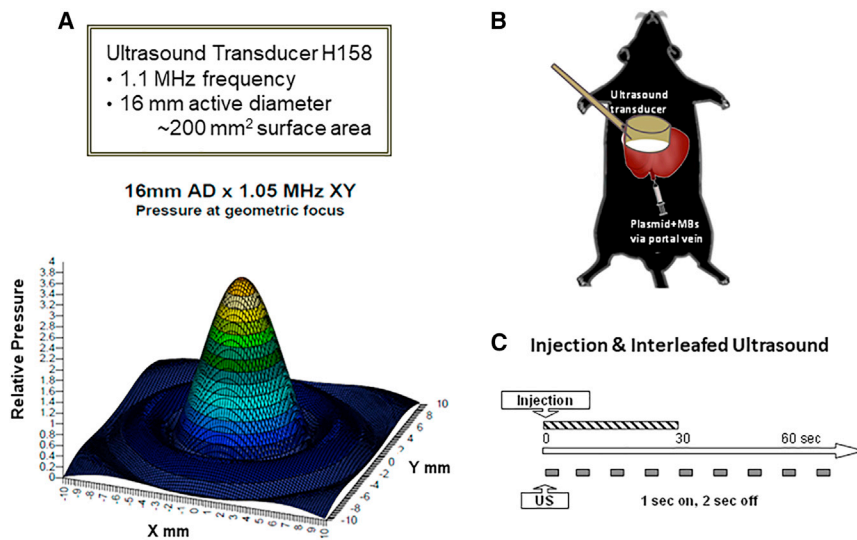 A
Ultrasound Transducer H158
• 1.1 MHz frequency
• 16 mm active diameter
~200 mm² surface area
16mm AD x 1.05 MHz XY
Pressure at geometric focus
Relative Pressure
4
3.8
3.6
3.4
3.2
3
2.8
2.6
2.4
2.2
2
1.8
1.6
1.4
1.2
1
0.8
0.6
0.4
0.2
0
-10 -9 -8 -7 -6 -5 -4 -3 -2 -1 0 1 2 3 4 5 6 7 8 9 10
X mm
10
8
6
4
2
0
-2
-4
-6
-8
-10
Y mm
B
Ultrasound
transducer
Plasmid+MBs
via portal vein
C
Injection & Interleafed Ultrasound
Injection
0 30 60 sec
US
1 sec on, 2 sec off